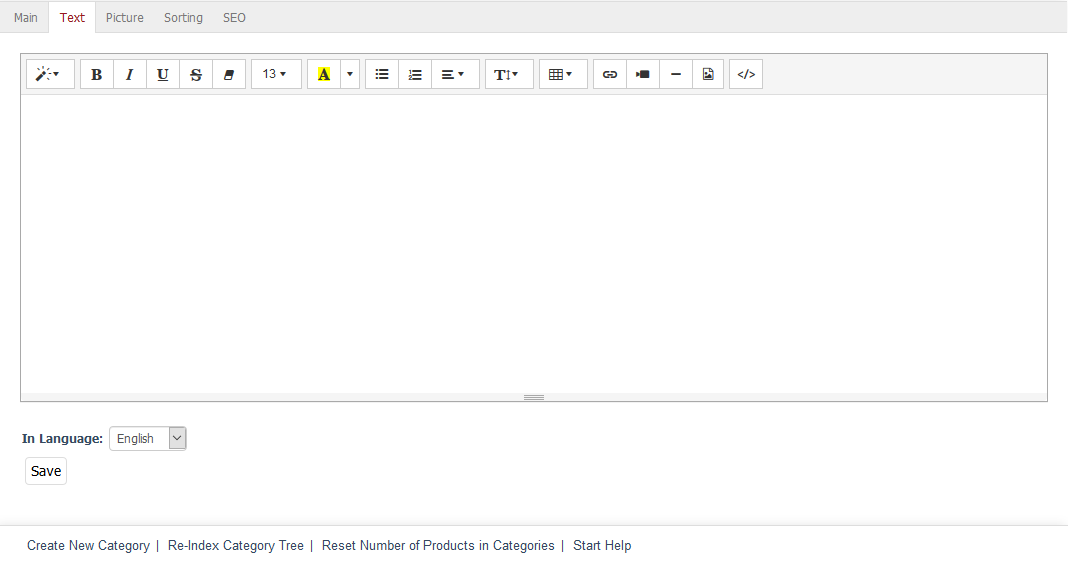 Main Text Picture Sorting SEO
B I U S 13 A T </>
In Language: English
Save
Create New Category | Re-Index Category Tree | Reset Number of Products in Categories | Start Help